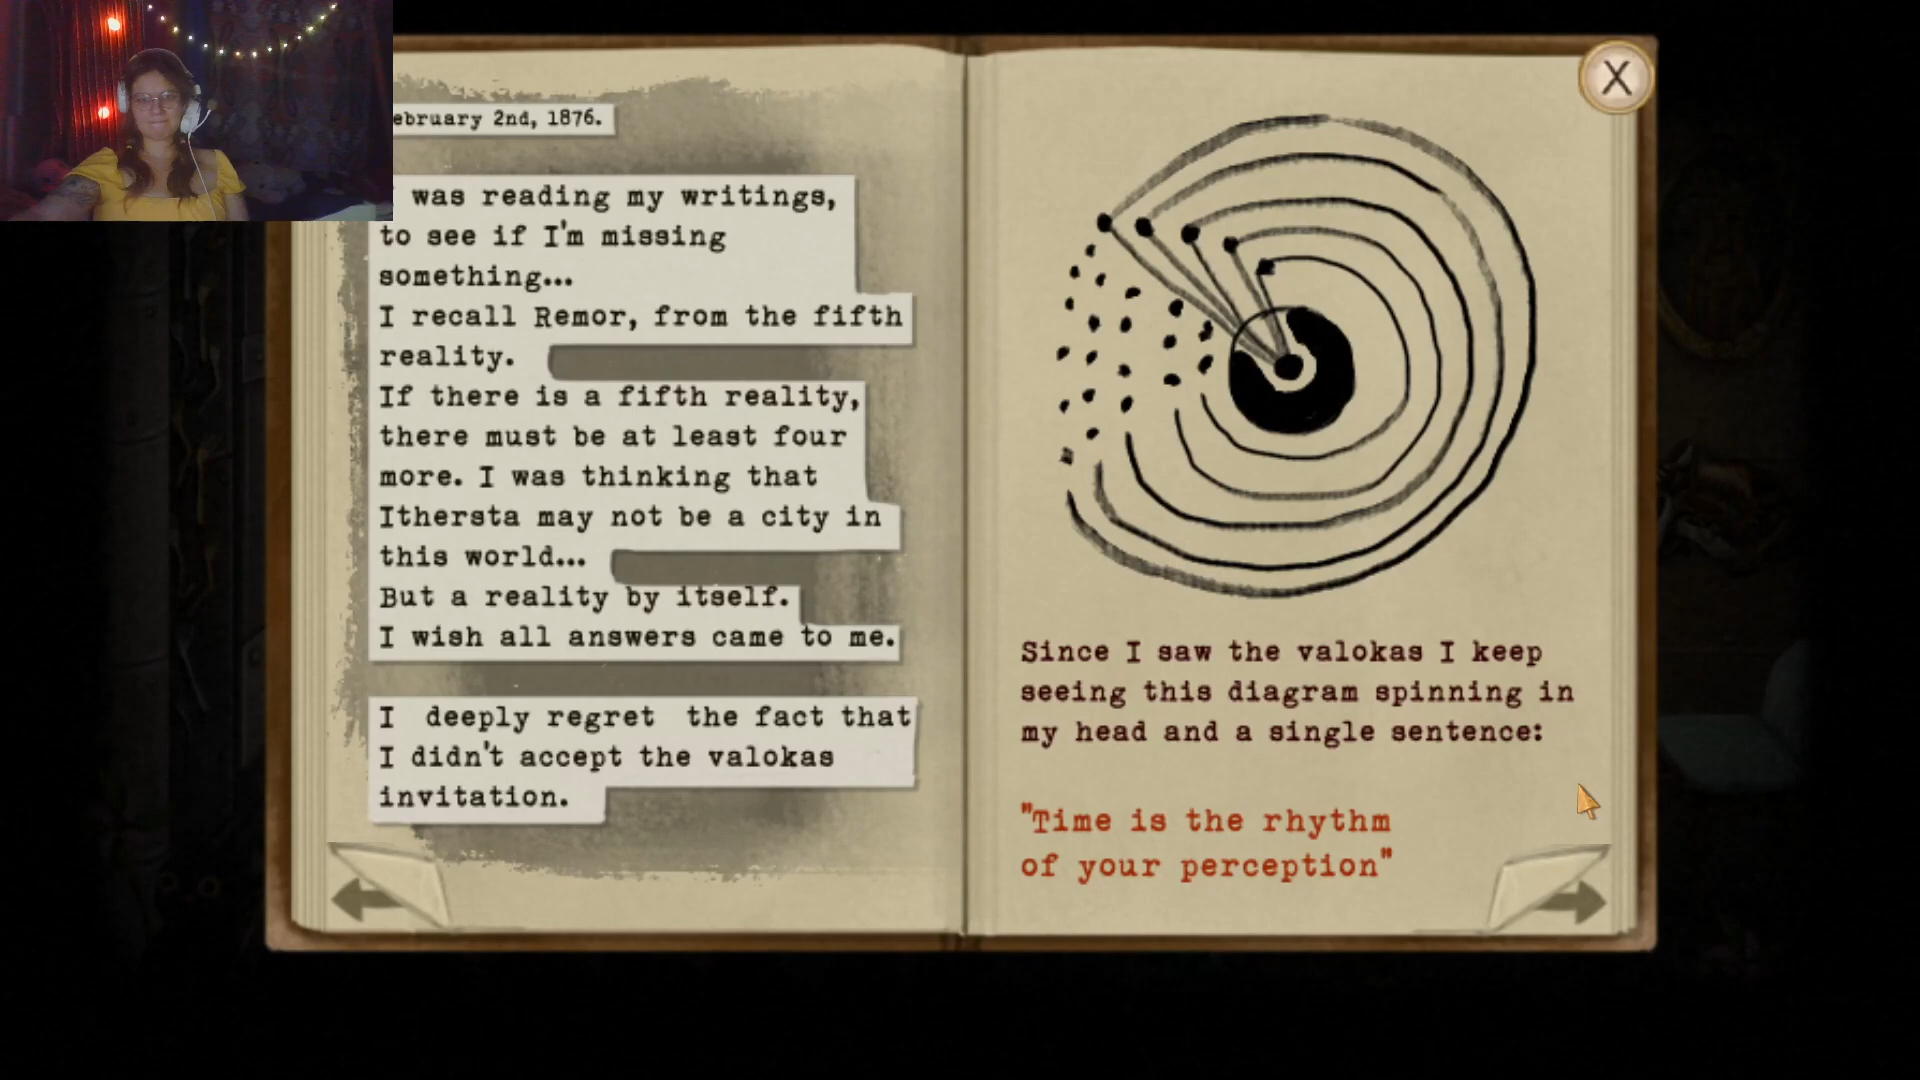 ebruary 2nd, 1876.
was reading my writings,
to see if I'm missing
something...
I recall Remor, from the fifth
reality.
If there is a fifth reality,
there must be at least four
more. I was thinking that
Ithersta may not be a city in
this world...
But a reality by itself.
I wish all answers came to me.
I deeply regret the fact that
I didn't accept the valokas
invitation.
X
Since I saw the valokas I keep
seeing this diagram spinning in
my head and a single sentence:
"Time is the rhythm
of your perception"